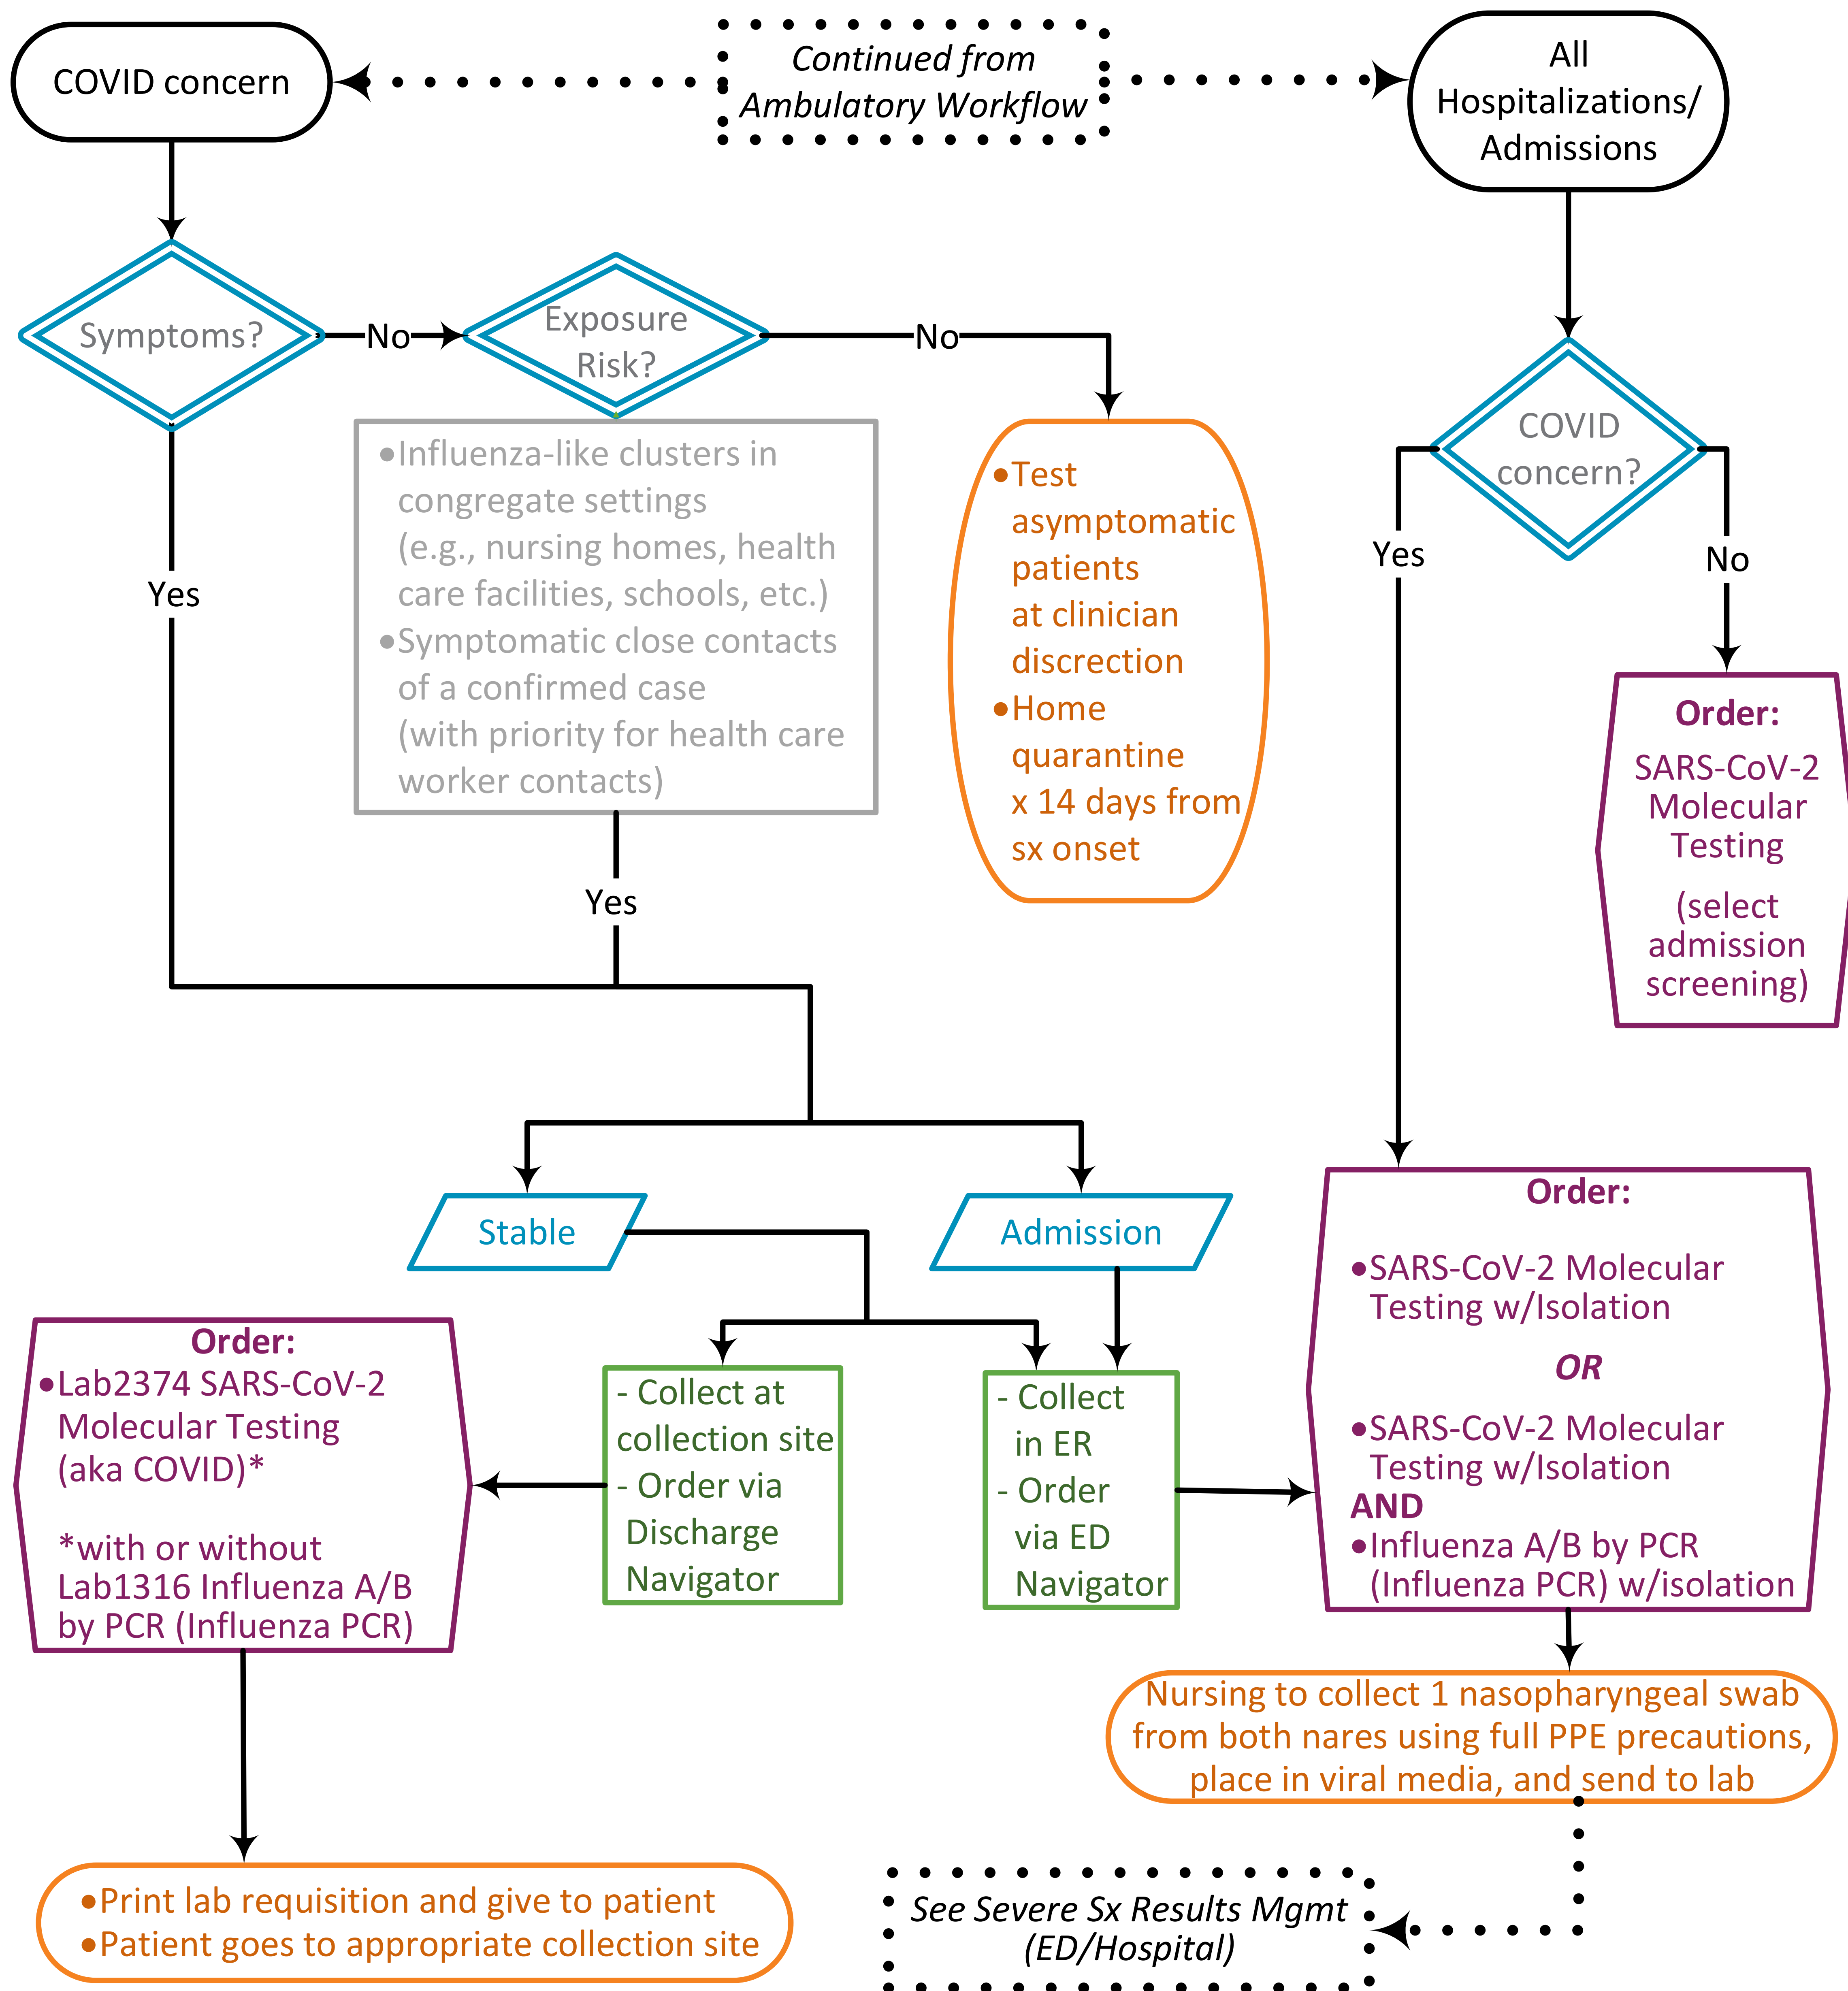 COVID concern
Continued from
Ambulatory Workflow
All
Hospitalizations/
Admissions
Symptoms?
No
Exposure
Risk?
No
•Influenza-like clusters in
congregate settings
(e.g., nursing homes, health
care facilities, schools, etc.)
•Symptomatic close contacts
of a confirmed case
(with priority for health care
worker contacts)
•Test
asymptomatic
patients
at clinician
discrection
•Home
quarantine
x 14 days from
sx onset
COVID
concern?
Yes
No
Yes
Yes
Order:
SARS-CoV-2
Molecular
Testing
(select
admission
screening)
Stable
Admission
Order:
•Lab2374 SARS-CoV-2
Molecular Testing
(aka COVID)*
*with or without
Lab1316 Influenza A/B
by PCR (Influenza PCR)
- Collect at
collection site
- Order via
Discharge
Navigator
- Collect
in ER
- Order
via ED
Navigator
Order:
•SARS-CoV-2 Molecular
Testing w/Isolation
OR
•SARS-CoV-2 Molecular
Testing w/Isolation
AND
•Influenza A/B by PCR
(Influenza PCR) w/isolation
Nursing to collect 1 nasopharyngeal swab
from both nares using full PPE precautions,
place in viral media, and send to lab
•Print lab requisition and give to patient
•Patient goes to appropriate collection site
See Severe Sx Results Mgmt
(ED/Hospital)